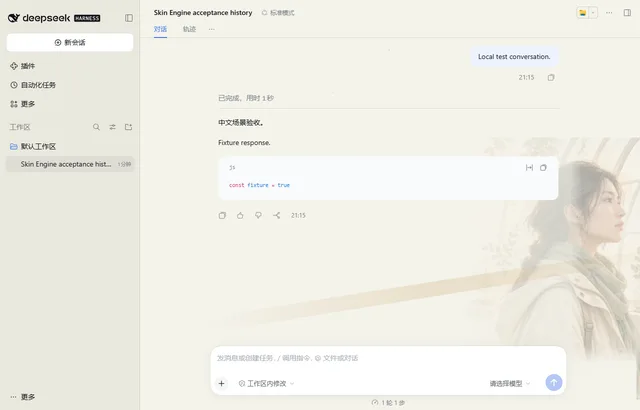 deepseek HARNESS
新会话
插件
自动化任务
更多
工作区
默认工作区
Skin Engine acceptance hist... 1分钟
更多
Skin Engine acceptance history 标准模式
对话 轨迹
Local test conversation.
21:15
已完成，用时 1秒
中文场景验收。
Fixture response.
js
const fixture = true
21:15
发消息或创建任务, / 调用指令, @ 文件或对话
工作区内修改
请选择模型
1 轮 1 步